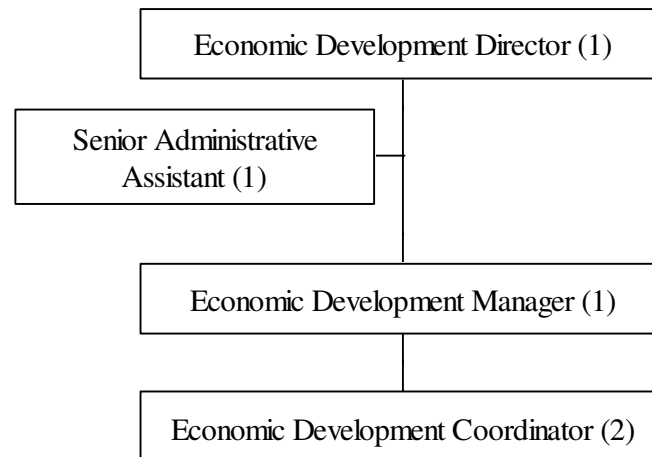 Economic Development Director (1)
Senior Administrative
Assistant (1)
Economic Development Manager (1)
Economic Development Coordinator (2)